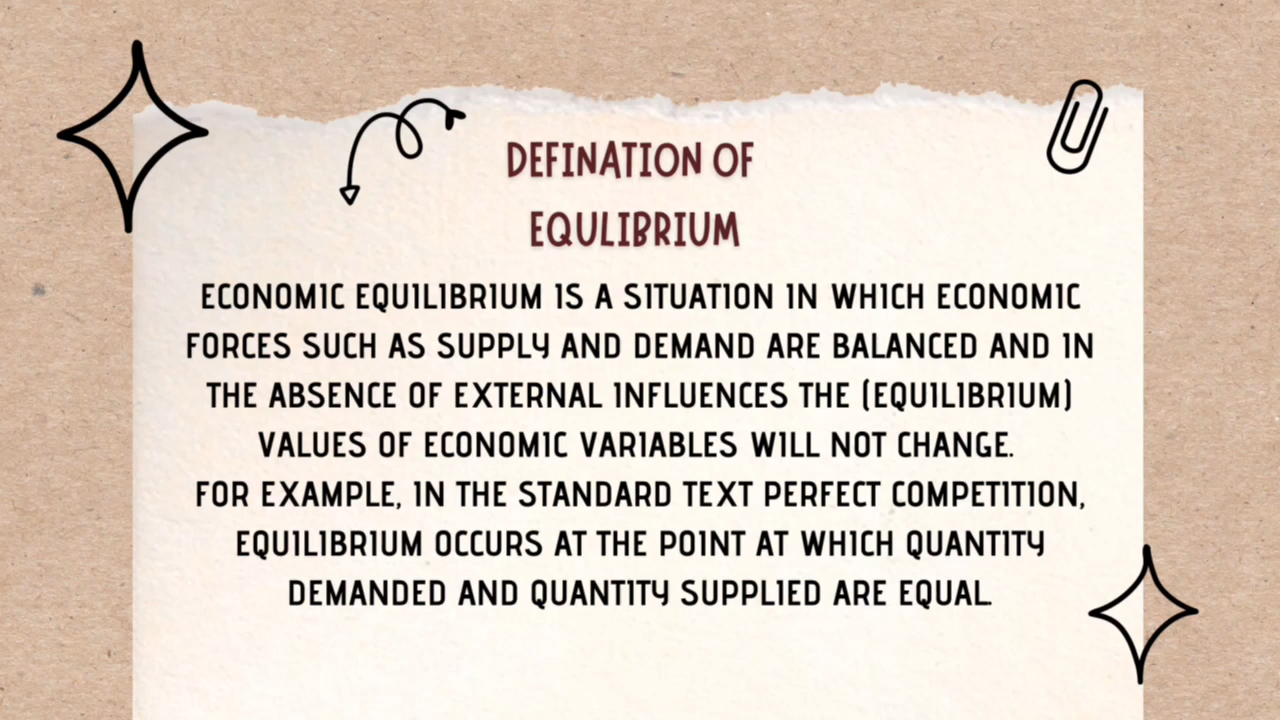 DEFINATION OF
EQULIBRIUM
ECONOMIC EQUILIBRIUM IS A SITUATION IN WHICH ECONOMIC
FORCES SUCH AS SUPPLY AND DEMAND ARE BALANCED AND IN
THE ABSENCE OF EXTERNAL INFLUENCES THE (EQUILIBRIUM)
VALUES OF ECONOMIC VARIABLES WILL NOT CHANGE.
FOR EXAMPLE, IN THE STANDARD TEXT PERFECT COMPETITION,
EQUILIBRIUM OCCURS AT THE POINT AT WHICH QUANTITY
DEMANDED AND QUANTITY SUPPLIED ARE EQUAL.